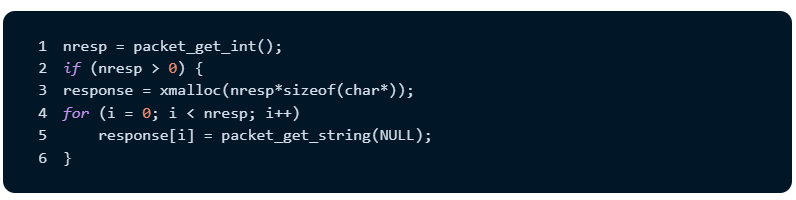 1 nresp = packet_get_int();
2 if (nresp > 0) {
3 response = xmalloc(nresp*sizeof(char*));
4 for (i = 0; i < nresp; i++)
5     response[i] = packet_get_string(NULL);
6 }